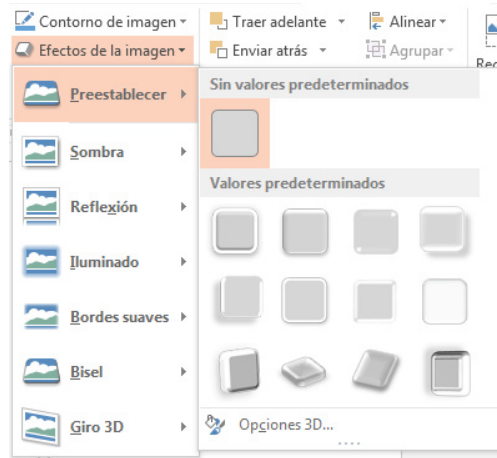 Contorno de imagen
Traer adelante
Alinear
Efectos de la imagen
Enviar atrás
Agrupar
Rec
Preestablecer
Sin valores predeterminados
Sombra
Valores predeterminados
Reflexión
Iluminado
Bordes suaves
Bisel
Giro 3D
Opciones 3D...